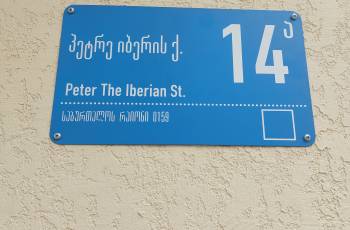 პეტრე იბერის ქ.
14ა
Peter The Iberian St.
საბურთალოს რაიონი 0159